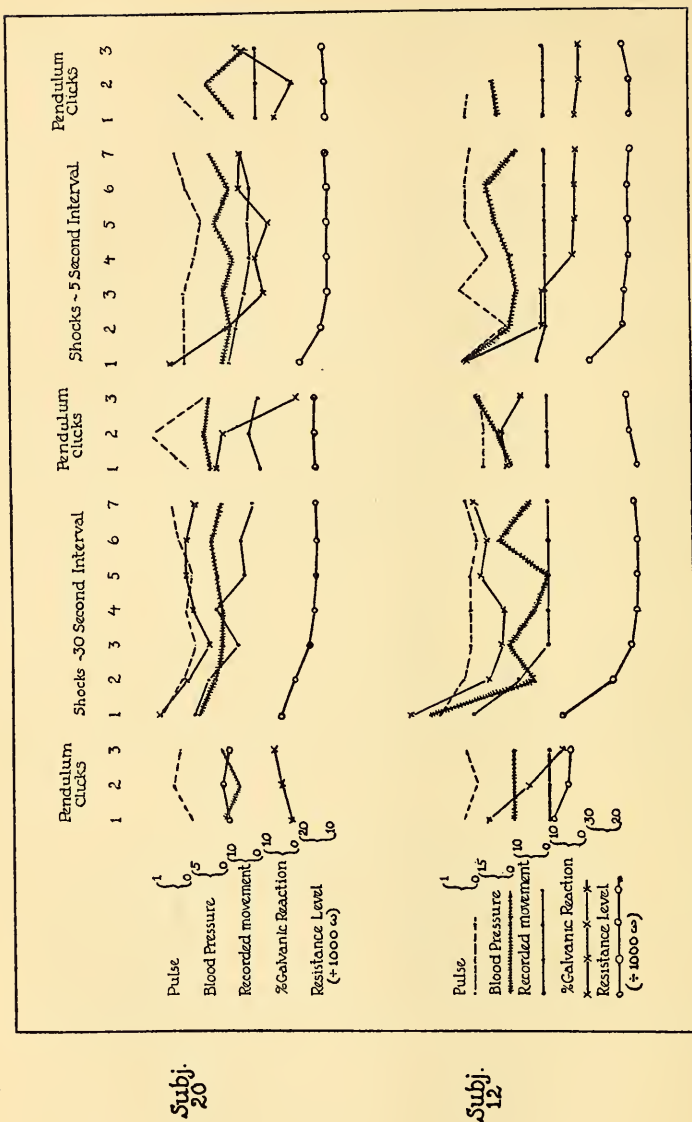 Pendulum
Clicks
1 2 3
Shocks ~30 Second Interval
1 2 3 4 5 6 7
Pendulum
Clicks
1 2 3
Shocks ~ 5 Second Interval
1 2 3 4 5 6 7
Pendulum
Clicks
1 2 3
Subj.
20
Pulse
1
0
Blood Pressure
5
0
Recorded movement
10
0
%Galvanic Reaction
10
0
Resistance Level
(÷1000 ω)
20
10
Subj.
12
Pulse
1
0
Blood Pressure
15
0
Recorded movement
10
0
%Galvanic Reaction
10
0
Resistance Level
(÷1000 ω)
30
20